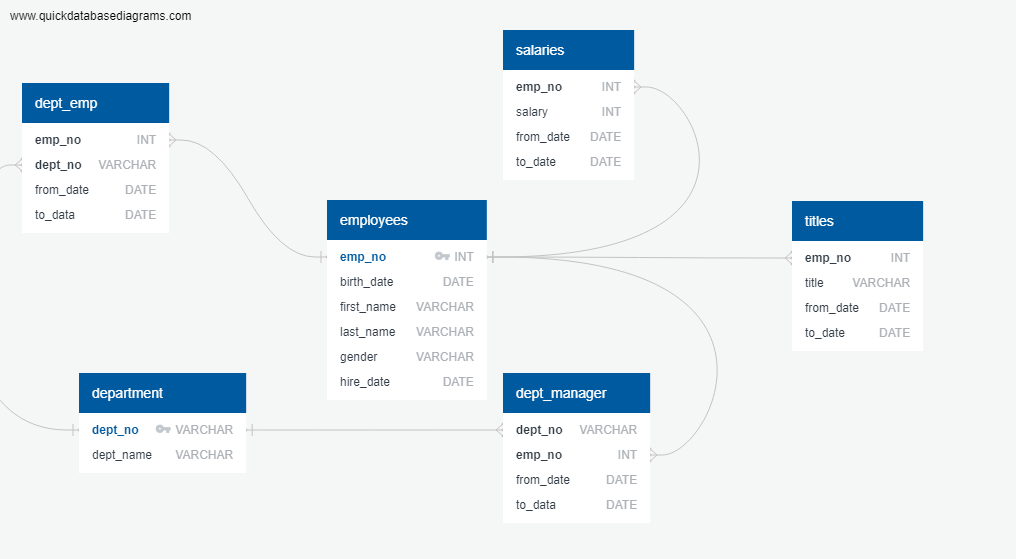 www.quickdatabasediagrams.com
salaries
emp_no INT
salary INT
from_date DATE
to_date DATE
dept_emp
emp_no INT
dept_no VARCHAR
from_date DATE
to_data DATE
employees
emp_no INT
birth_date DATE
first_name VARCHAR
last_name VARCHAR
gender VARCHAR
hire_date DATE
titles
emp_no INT
title VARCHAR
from_date DATE
to_date DATE
department
dept_no VARCHAR
dept_name VARCHAR
dept_manager
dept_no VARCHAR
emp_no INT
from_date DATE
to_data DATE